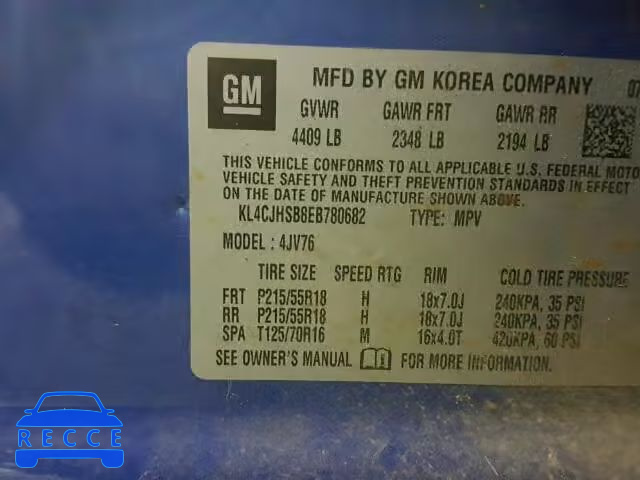 GM
MFD BY GM KOREA COMPANY 07
GVWR GAWR FRT GAWR RR
4409 LB 2348 LB 2194 LB
THIS VEHICLE CONFORMS TO ALL APPLICABLE U.S. FEDERAL MOTO
VEHICLE SAFETY AND THEFT PREVENTION STANDARDS IN EFFECT
ON THE DATE OF MANUFACTURE SHOWN ABOVE.
KL4CJHSB8EB780682 TYPE: MPV
MODEL : 4JV76
TIRE SIZE SPEED RTG RIM COLD TIRE PRESSURE
FRT P215/55R18 H 18x7.0J 240KPA, 35 PSI
RR P215/55R18 H 18x7.0J 240KPA, 35 PSI
SPA T125/70R16 M 16x4.0T 420KPA, 60 PSI
SEE OWNER'S MANUAL FOR MORE INFORMATION.
RECCE